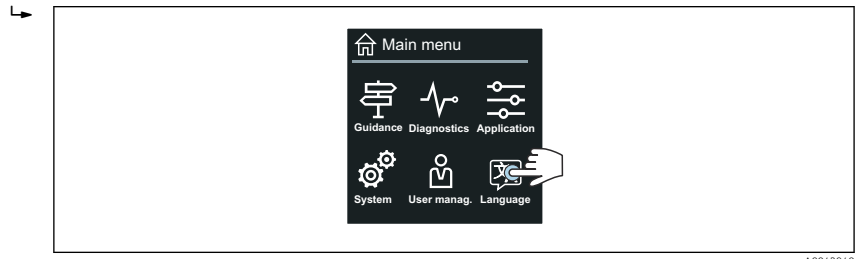 Main menu
Guidance Diagnostics Application
System User manag. Language